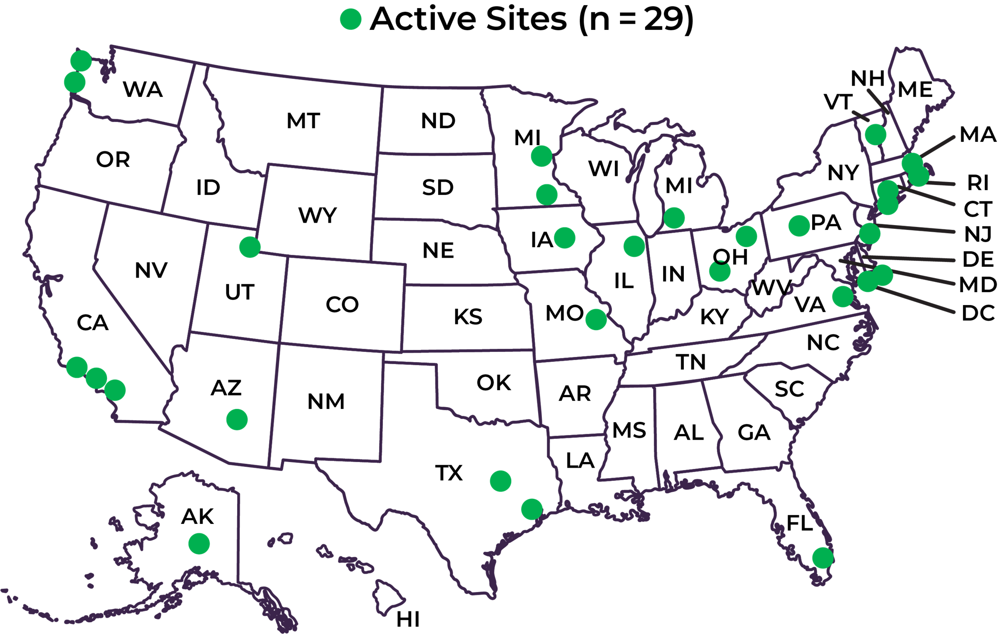 Active Sites (n = 29)
WA
OR
CA
NV
ID
MT
WY
UT
CO
AZ
NM
ND
SD
NE
KS
OK
TX
MI
IA
MO
AR
LA
WI
IL
MI
IN
OH
KY
TN
MS
AL
GA
FL
SC
NC
VA
WV
PA
NY
VT
NH
ME
MA
RI
CT
NJ
DE
MD
DC
AK
HI